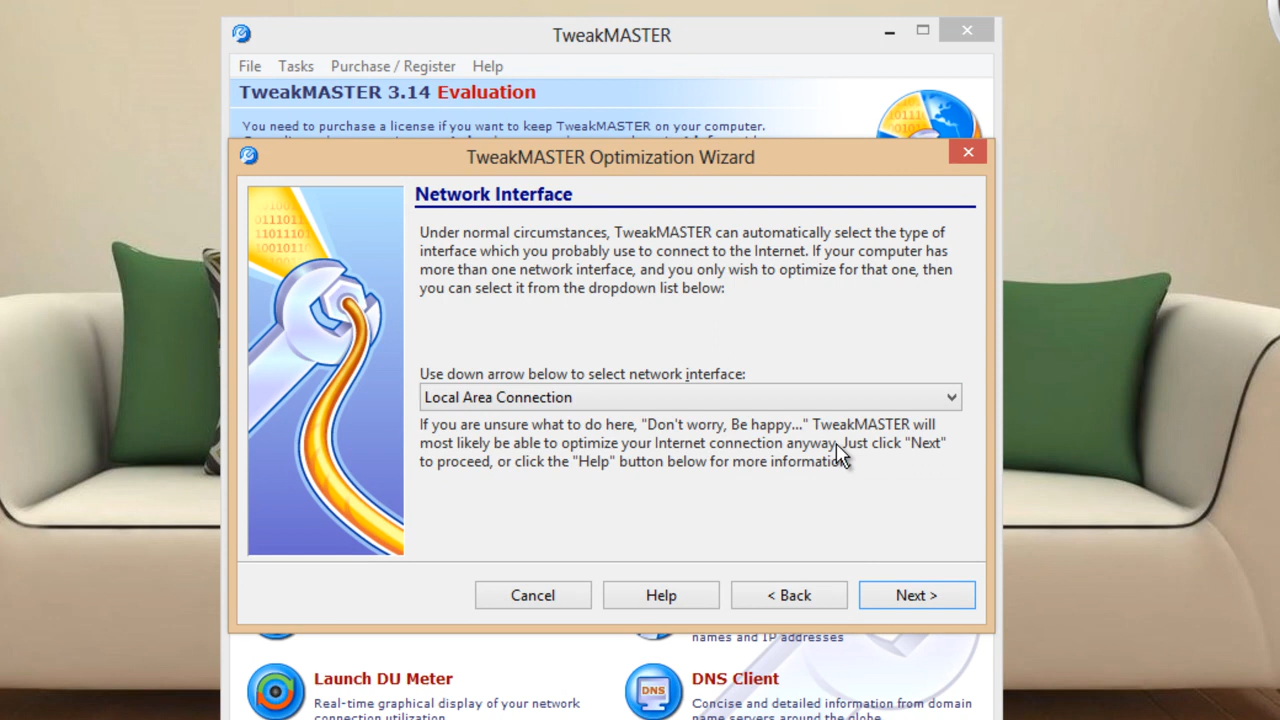 TweakMASTER
File Tasks Purchase / Register Help
TweakMASTER 3.14 Evaluation
You need to purchase a license if you want to keep TweakMASTER on your computer.
TweakMASTER Optimization Wizard
Network Interface
Under normal circumstances, TweakMASTER can automatically select the type of
interface which you probably use to connect to the Internet. If your computer has
more than one network interface, and you only wish to optimize for that one, then
you can select it from the dropdown list below:
Use down arrow below to select network interface:
Local Area Connection
If you are unsure what to do here, "Don't worry, Be happy..." TweakMASTER will
most likely be able to optimize your Internet connection anyway. Just click "Next"
to proceed, or click the "Help" button below for more information.
Cancel Help < Back Next >
names and IP addresses
Launch DU Meter
Real-time graphical display of your network
connection utilization.
DNS Client
Concise and detailed information from domain
name servers around the globe.